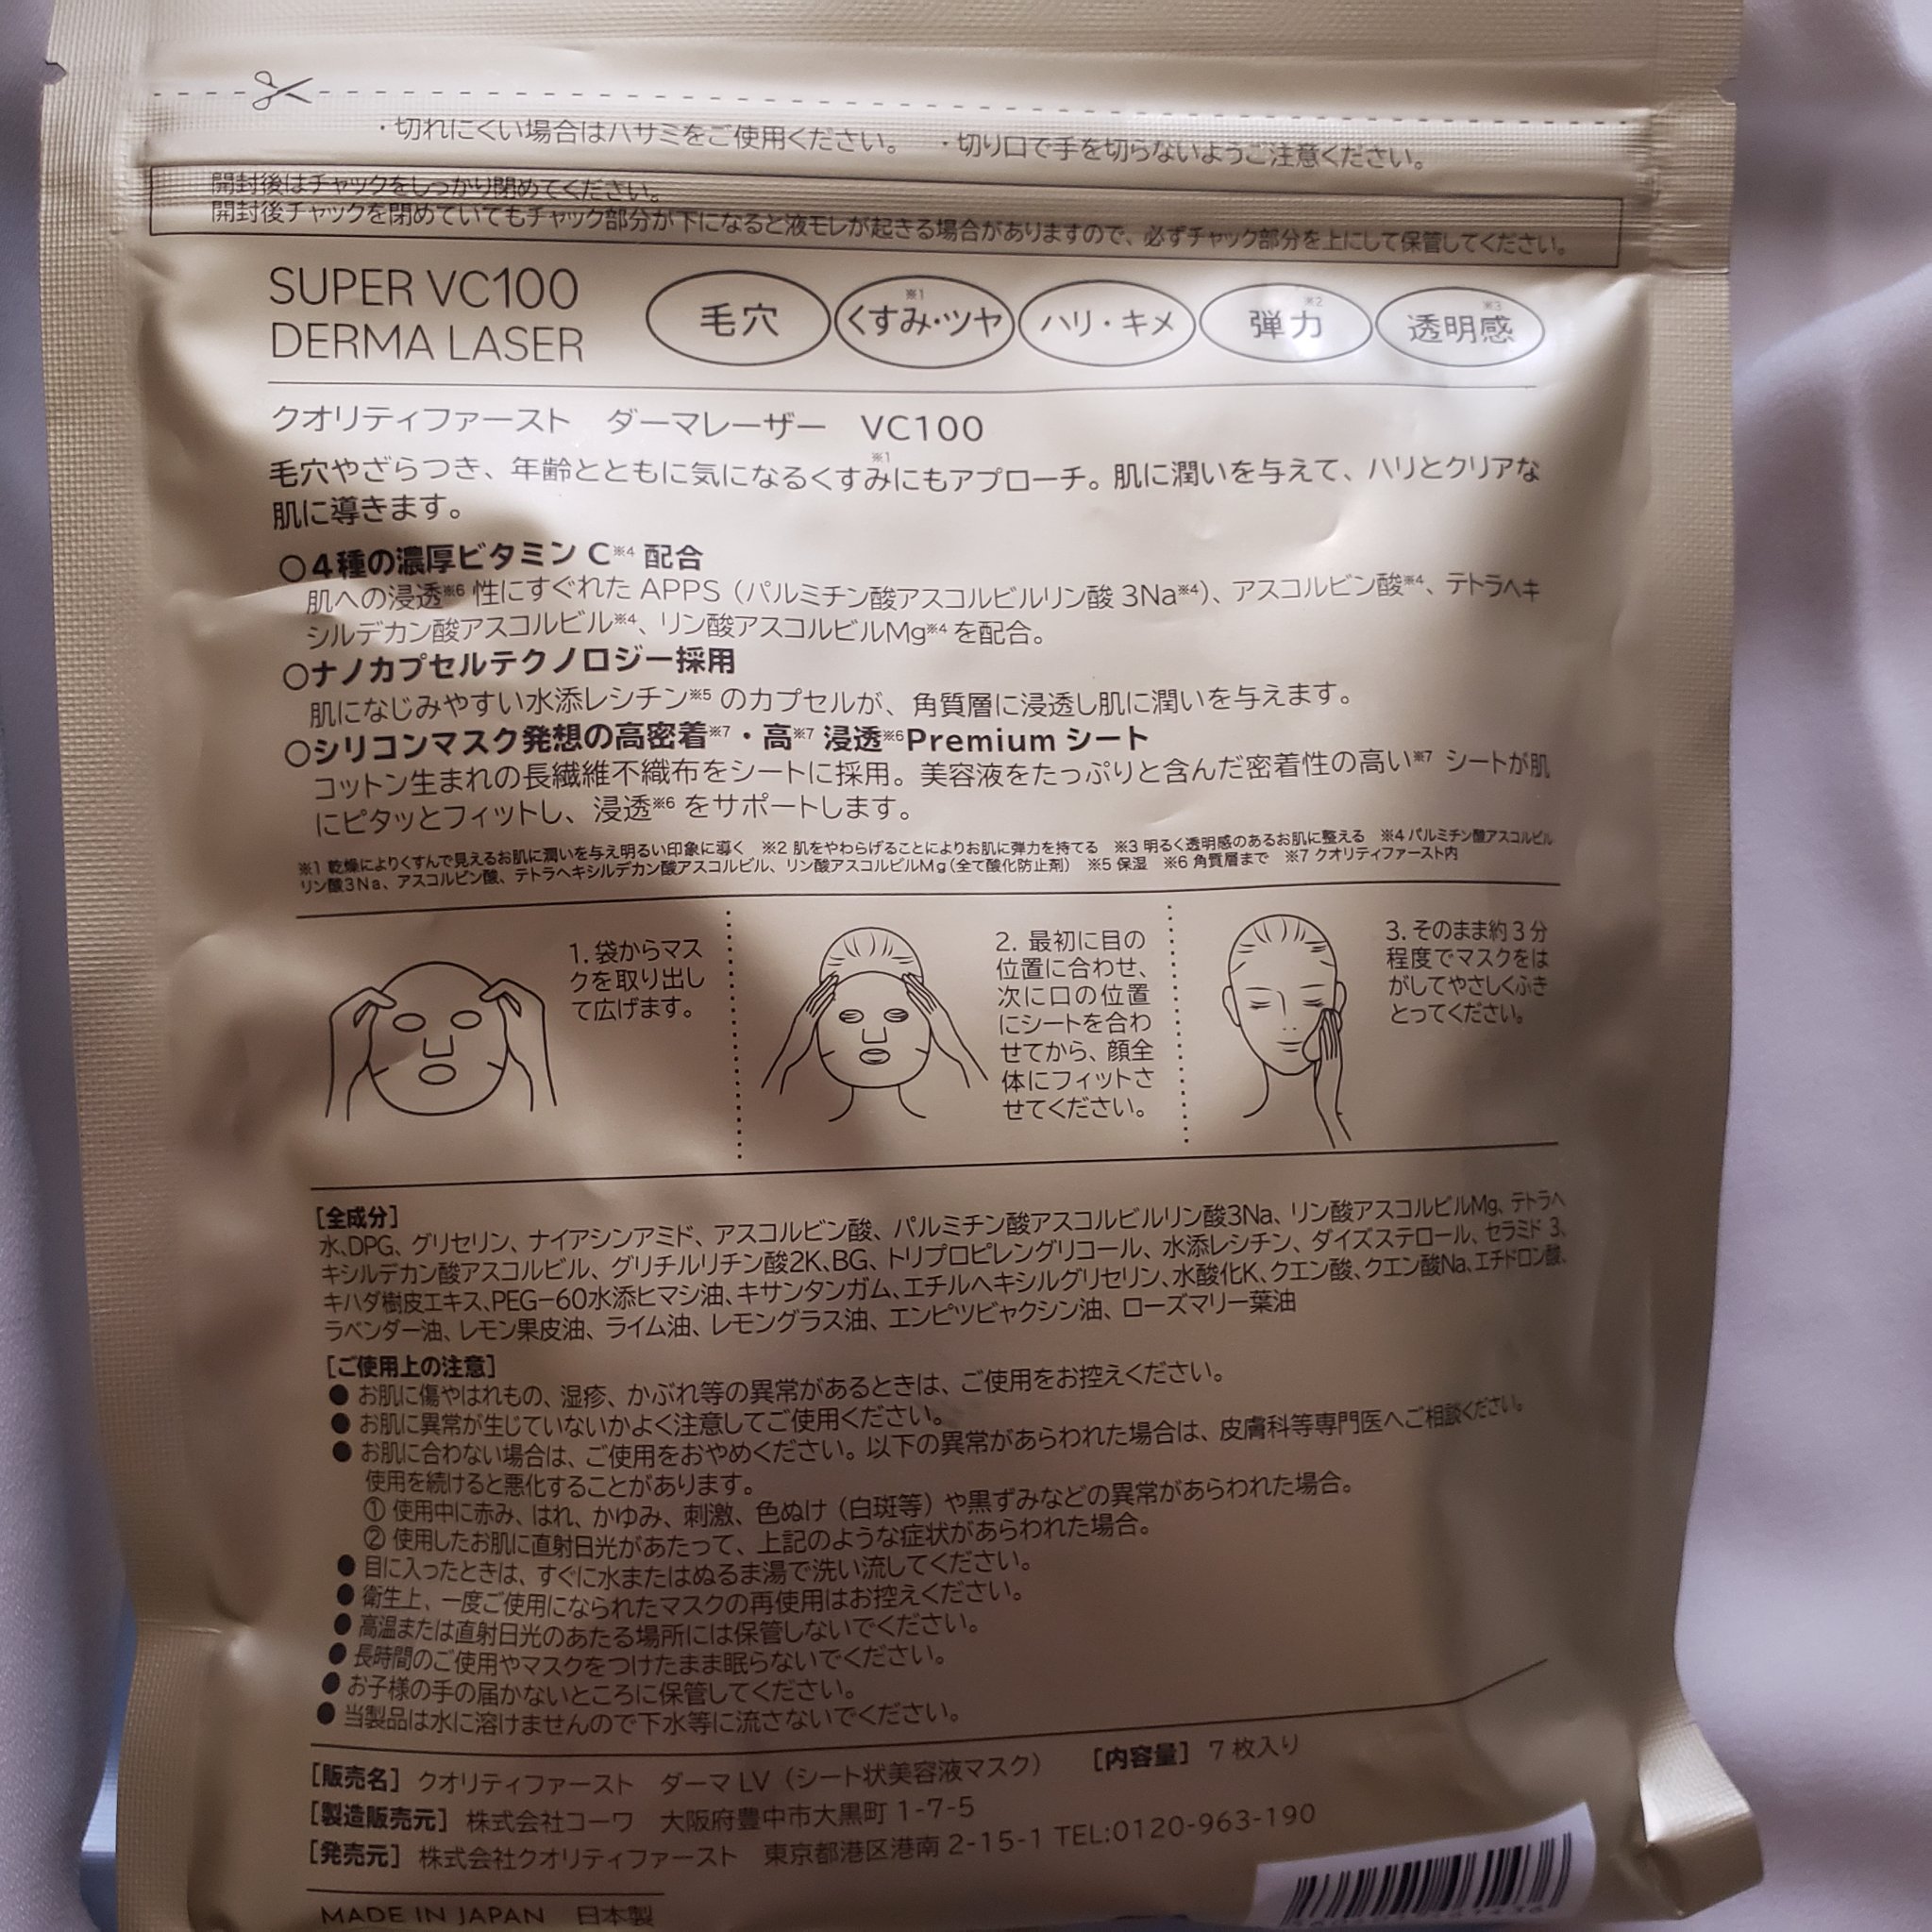 ・切れにくい場合はハサミをご使用ください。 ・切り口で手を切らないようご注意ください。
開封後はチャックをしっかり閉めてください。
開封後チャックを閉めていてもチャック部分が下になると液モレが起きる場合がありますので、必ずチャック部分を上にして保管してください。
SUPER VC100
DERMA LASER
毛穴 くすみ※1・ツヤ ハリ・キメ 弾力※2 透明感※3
クオリティファースト ダーマレーザー VC100
毛穴やざらつき、年齢とともに気になるくすみ※1にもアプローチ。肌に潤いを与えて、ハリとクリアな
肌に導きます。
○4種の濃厚ビタミン C※4 配合
肌への浸透※6 性にすぐれた APPS（パルミチン酸アスコルビルリン酸 3Na※4）、アスコルビン酸※4、テトラヘキ
シルデカン酸アスコルビル※4、リン酸アスコルビルMg※4 を配合。
○ナノカプセルテクノロジー採用
肌になじみやすい水添レシチン※5 のカプセルが、角質層に浸透し肌に潤いを与えます。
○シリコンマスク発想の高密着※7・高※7 浸透※6Premium シート
コットン生まれの長繊維不織布をシートに採用。美容液をたっぷりと含んだ密着性の高い※7 シートが肌
にピタッとフィットし、浸透※6 をサポートします。
※1 乾燥によりくすんで見えるお肌に潤いを与え明るい印象に導く ※2 肌をやわらげることによりお肌に弾力を持てる ※3 明るく透明感のあるお肌に整える ※4 パルミチン酸アスコルビル
リン酸3Na、アスコルビン酸、テトラヘキシルデカン酸アスコルビル、リン酸アスコルビルMg（全て酸化防止剤） ※5 保湿 ※6 角質層まで ※7 クオリティファースト内
1. 袋からマス
クを取り出し
て広げます。
2. 最初に目の
位置に合わせ、
次に口の位置
にシートを合わ
せてから、顔全
体にフィットさ
せてください。
3. そのまま約３分
程度でマスクをは
がしてやさしくふき
とってください。
［全成分］
水、DPG、グリセリン、ナイアシンアミド、アスコルビン酸、パルミチン酸アスコルビルリン酸3Na、リン酸アスコルビルMg、テトラヘ
キシルデカン酸アスコルビル、グリチルリチン酸2K、BG、トリプロピレングリコール、水添レシチン、ダイズステロール、セラミド 3、
キハダ樹皮エキス、PEG－60水添ヒマシ油、キサンタンガム、エチルヘキシルグリセリン、水酸化K、クエン酸、クエン酸Na、エチドロン酸、
ラベンダー油、レモン果皮油、ライム油、レモングラス油、エンピツビャクシン油、ローズマリー葉油
［ご使用上の注意］
● お肌に傷やはれもの、湿疹、かぶれ等の異常があるときは、ご使用をお控えください。
● お肌に異常が生じていないかよく注意してご使用ください。
● お肌に合わない場合は、ご使用をおやめください。以下の異常があらわれた場合は、皮膚科等専門医へご相談ください。
使用を続けると悪化することがあります。
① 使用中に赤み、はれ、かゆみ、刺激、色ぬけ（白斑等）や黒ずみなどの異常があらわれた場合。
② 使用したお肌に直射日光があたって、上記のような症状があらわれた場合。
● 目に入ったときは、すぐに水またはぬるま湯で洗い流してください。
● 衛生上、一度ご使用になられたマスクの再使用はお控えください。
● 高温または直射日光のあたる場所には保管しないでください。
● 長時間のご使用やマスクをつけたまま眠らないでください。
● お子様の手の届かないところに保管してください。
● 当製品は水に溶けませんので下水等に流さないでください。
［販売名］クオリティファースト ダーマ LV（シート状美容液マスク） ［内容量］7 枚入り
［製造販売元］株式会社コーワ 大阪府豊中市大黒町 1-7-5
［発売元］株式会社クオリティファースト 東京都港区港南 2-15-1 TEL:0120-963-190
MADE IN JAPAN 日本製